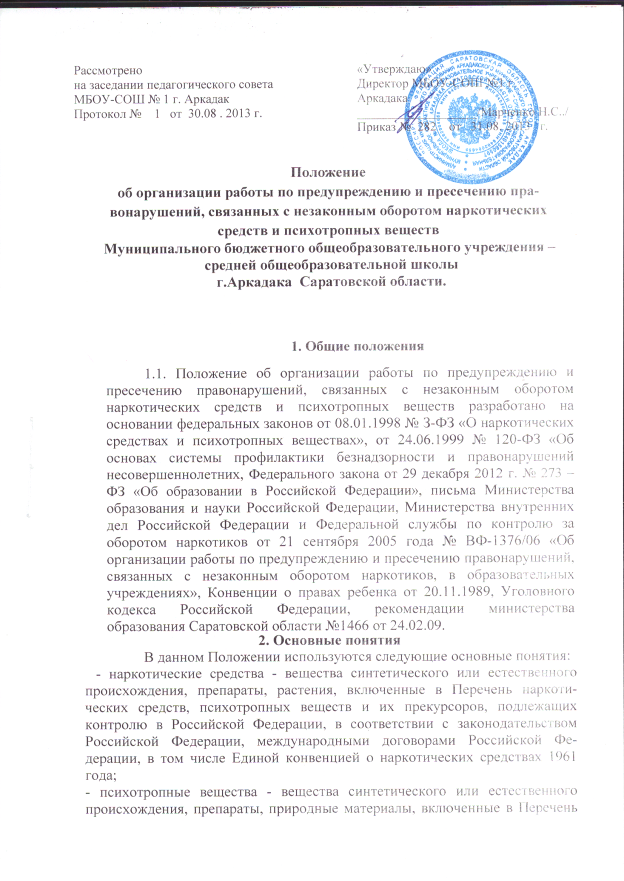 Рассмотрено
на заседании педагогического совета
МБОУ-СОШ № 1 г. Аркадак
Протокол № 1 от 30.08 . 2013 г.
«Утверждаю»
Директор МБОУ-СОШ № 1 г.
Аркадака
Марченко Н.С../
Приказ № 282 от 31.08. 2013 г.
Положение
об организации работы по предупреждению и пресечению пра-
вонарушений, связанных с незаконным оборотом наркотических
средств и психотропных веществ
Муниципального бюджетного общеобразовательного учреждения –
средней общеобразовательной школы
г.Аркадака Саратовской области.
1. Общие положения
1.1. Положение об организации работы по предупреждению и
пресечению правонарушений, связанных с незаконным оборотом
наркотических средств и психотропных веществ разработано на
основании федеральных законов от 08.01.1998 № 3-ФЗ «О наркотических
средствах и психотропных веществах», от 24.06.1999 № 120-ФЗ «Об
основах системы профилактики безнадзорности и правонарушений
несовершеннолетних, Федерального закона от 29 декабря 2012 г. № 273 –
ФЗ «Об образовании в Российской Федерации», письма Министерства
образования и науки Российской Федерации, Министерства внутренних
дел Российской Федерации и Федеральной службы по контролю за
оборотом наркотиков от 21 сентября 2005 года № ВФ-1376/06 «Об
организации работы по предупреждению и пресечению правонарушений,
связанных с незаконным оборотом наркотиков, в образовательных
учреждениях», Конвенции о правах ребенка от 20.11.1989, Уголовного
кодекса Российской Федерации, рекомендации министерства
образования Саратовской области №1466 от 24.02.09.
2. Основные понятия
В данном Положении используются следующие основные понятия:
- наркотические средства - вещества синтетического или естественного
происхождения, препараты, растения, включенные в Перечень наркоти-
ческих средств, психотропных веществ и их прекурсоров, подлежащих
контролю в Российской Федерации, в соответствии с законодательством
Российской Федерации, международными договорами Российской Фе-
дерации, в том числе Единой конвенцией о наркотических средствах 1961
года;
- психотропные вещества - вещества синтетического или естественного
происхождения, препараты, природные материалы, включенные в Перечень